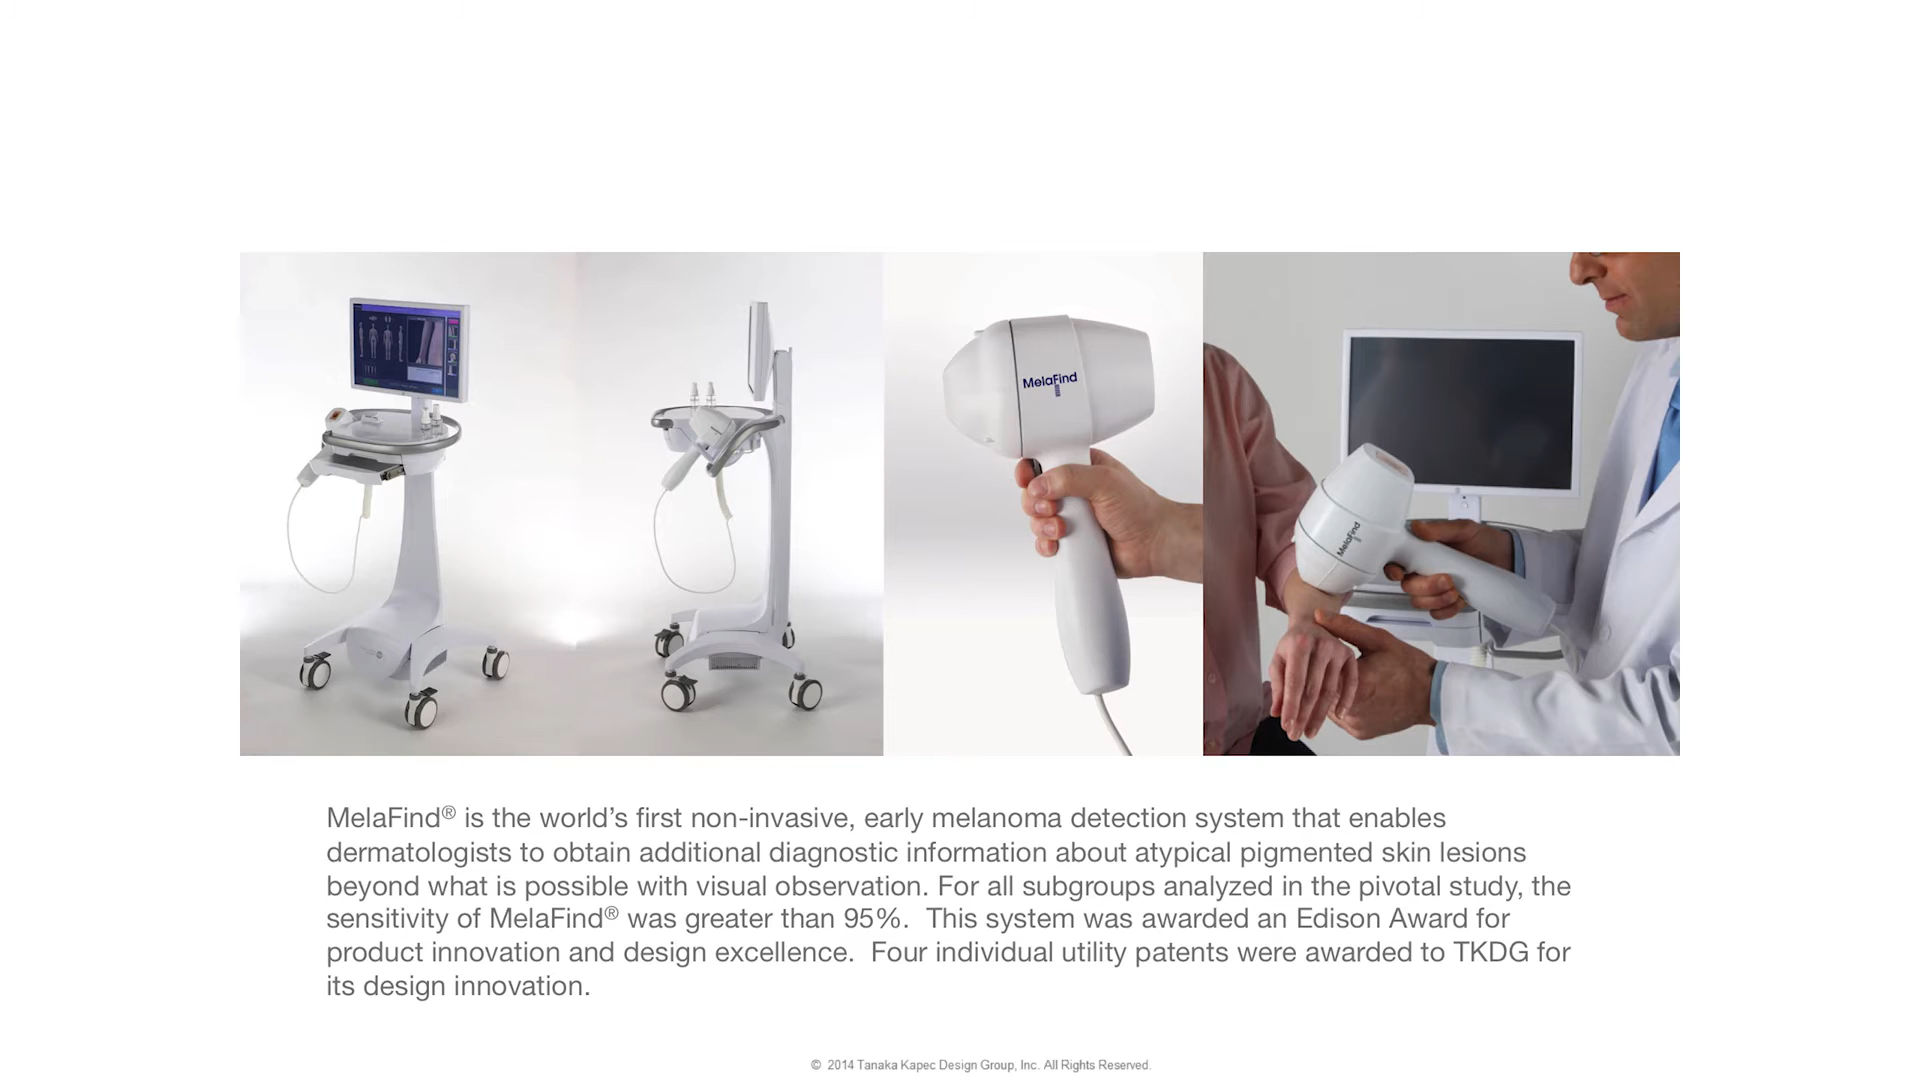 MelaFind
MelaFind
MelaFind® is the world’s first non-invasive, early melanoma detection system that enables
dermatologists to obtain additional diagnostic information about atypical pigmented skin lesions
beyond what is possible with visual observation. For all subgroups analyzed in the pivotal study, the
sensitivity of MelaFind® was greater than 95%.  This system was awarded an Edison Award for
product innovation and design excellence.  Four individual utility patents were awarded to TKDG for
its design innovation.
© 2014 Tanaka Kapec Design Group, Inc. All Rights Reserved.